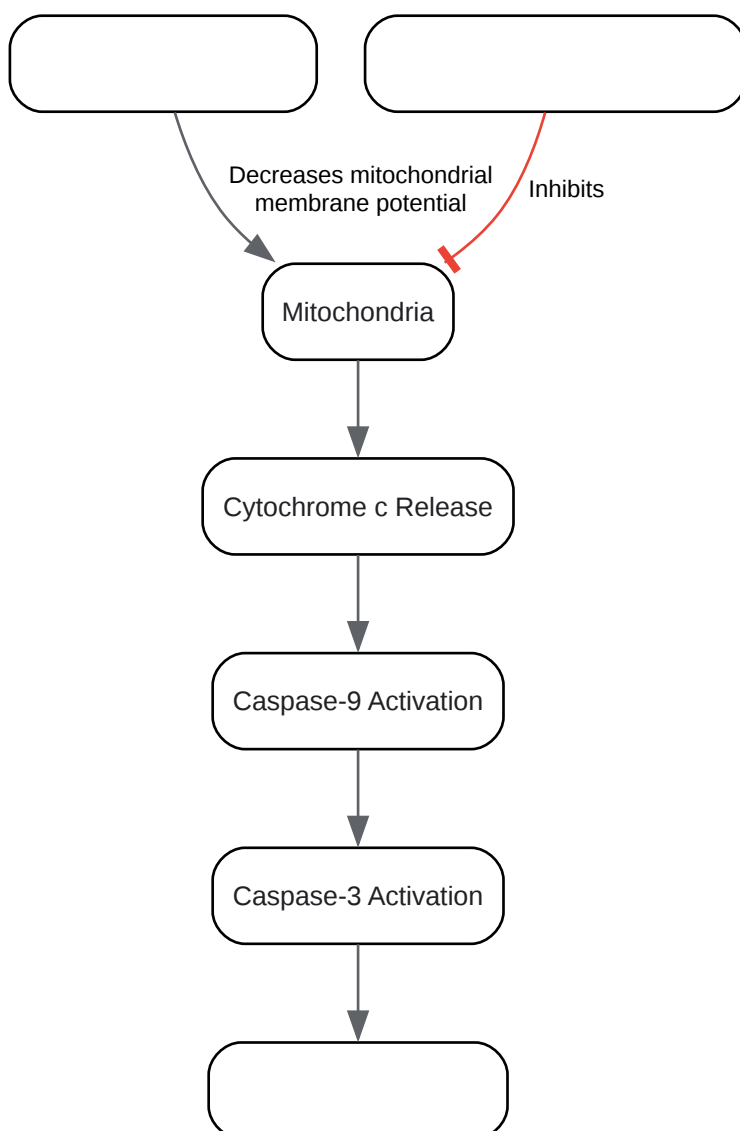 Decreases mitochondrial
membrane potential
Inhibits
Mitochondria
Cytochrome c Release
Caspase-9 Activation
Caspase-3 Activation